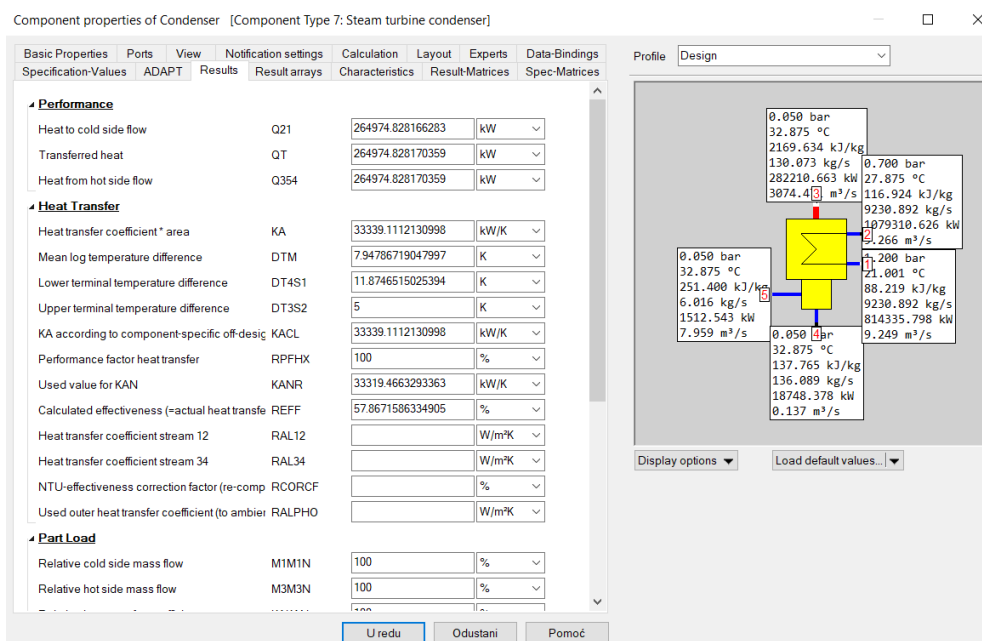 Component properties of Condenser [Component Type 7: Steam turbine condenser]
Basic Properties Ports View Notification settings Calculation Layout Experts Data-Bindings
Specification-Values ADAPT Results Result arrays Characteristics Result-Matrices Spec-Matrices
Performance
Heat to cold side flow Q21 264974.828166283 kW
Transferred heat QT 264974.828170359 kW
Heat from hot side flow Q354 264974.828170359 kW
Heat Transfer
Heat transfer coefficient * area KA 33339.1112130998 kW/K
Mean log temperature difference DTM 7.94786719047997 K
Lower terminal temperature difference DT4S1 11.8746515025394 K
Upper terminal temperature difference DT3S2 5 K
KA according to component-specific off-desig KACL 33339.1112130998 kW/K
Performance factor heat transfer RPFHX 100 %
Used value for KAN KANR 33319.4663293363 kW/K
Calculated effectiveness (=actual heat transfe REFF 57.8671586334905 %
Heat transfer coefficient stream 12 RAL12 W/m²K
Heat transfer coefficient stream 34 RAL34 W/m²K
NTU-effectiveness correction factor (re-comp RCORCF %
Used outer heat transfer coefficient (to ambier RALPHO W/m²K
Part Load
Relative cold side mass flow M1M1N 100 %
Relative hot side mass flow M3M3N 100 %
U redu Odustani Pomoć
Profile Design
0.050 bar
32.875 ºC
2169.634 kJ/kg
130.073 kg/s
282210.663 kW
3074.4 m³/s
3
0.700 bar
27.875 ºC
116.924 kJ/kg
9230.892 kg/s
1079310.626 kW
2
.266 m³/s
1
.200 bar
21.001 ºC
88.219 kJ/kg
9230.892 kg/s
814335.798 kW
9.249 m³/s
0.050 bar
32.875 ºC
251.400 kJ/kg
5
6.016 kg/s
1512.543 kW
7.959 m³/s
0.050 4 ar
32.875 ºC
137.765 kJ/kg
136.089 kg/s
18748.378 kW
0.137 m³/s
Display options Load default values...